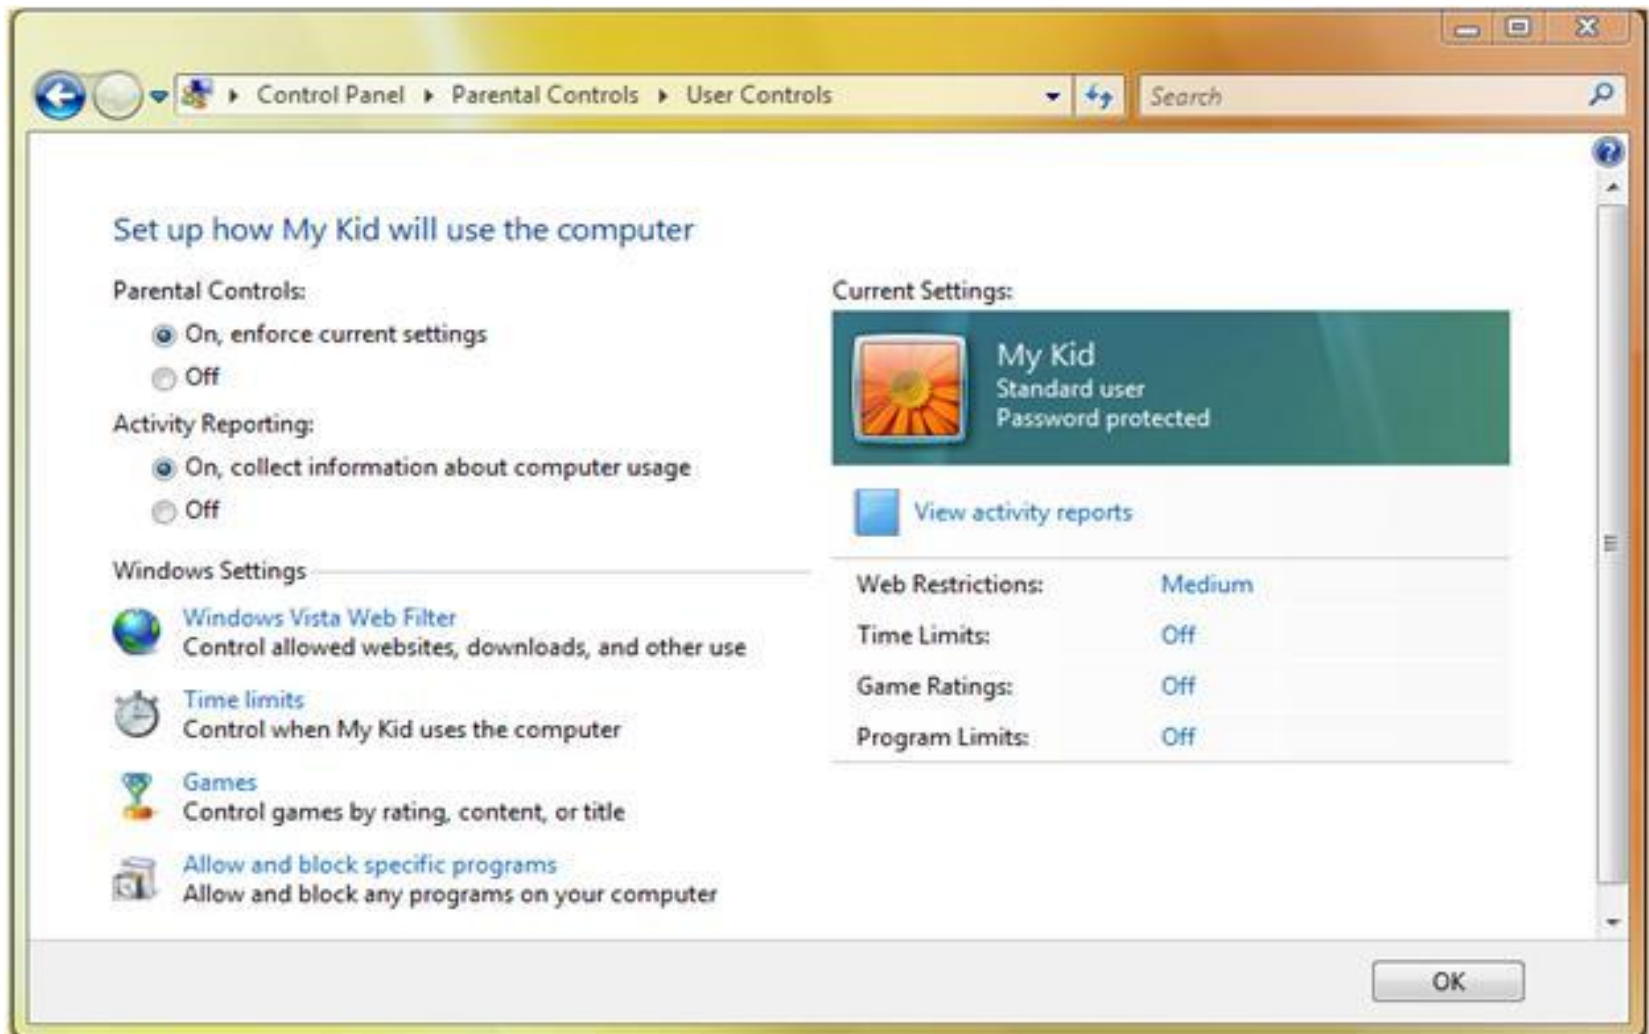 Control Panel
Parental Controls
User Controls
Search
Set up how My Kid will use the computer
Parental Controls:
On, enforce current settings
Off
Activity Reporting:
On, collect information about computer usage
Off
Windows Settings
Windows Vista Web Filter
Control allowed websites, downloads, and other use
Time limits
Control when My Kid uses the computer
Games
Control games by rating, content, or title
Allow and block specific programs
Allow and block any programs on your computer
Current Settings:
My Kid
Standard user
Password protected
View activity reports
Web Restrictions: Medium
Time Limits: Off
Game Ratings: Off
Program Limits: Off
OK